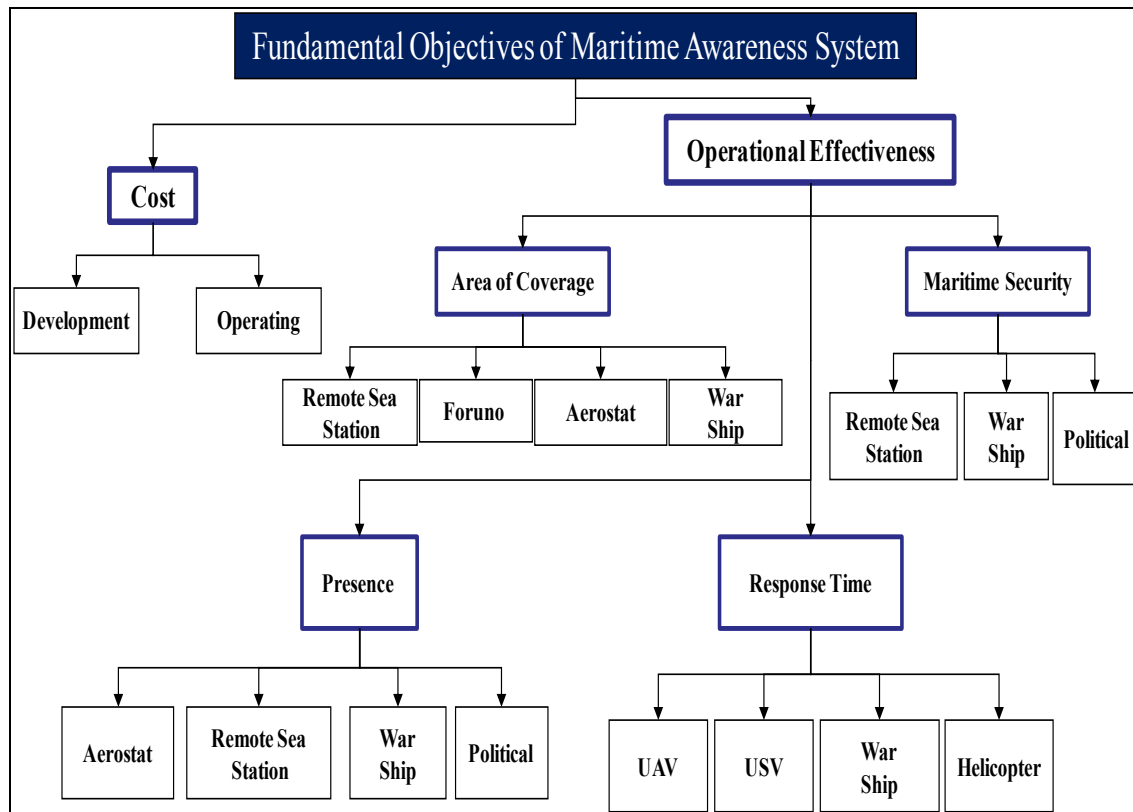 Fundamental Objectives of Maritime Awareness System
Operational Effectiveness
Cost
Development
Operating
Area of Coverage
Maritime Security
Remote Sea
Station
Foruno
Aerostat
War
Ship
Remote Sea
Station
War
Ship
Political
Presence
Response Time
Aerostat
Remote Sea
Station
War
Ship
Political
UAV
USV
War
Ship
Helicopter